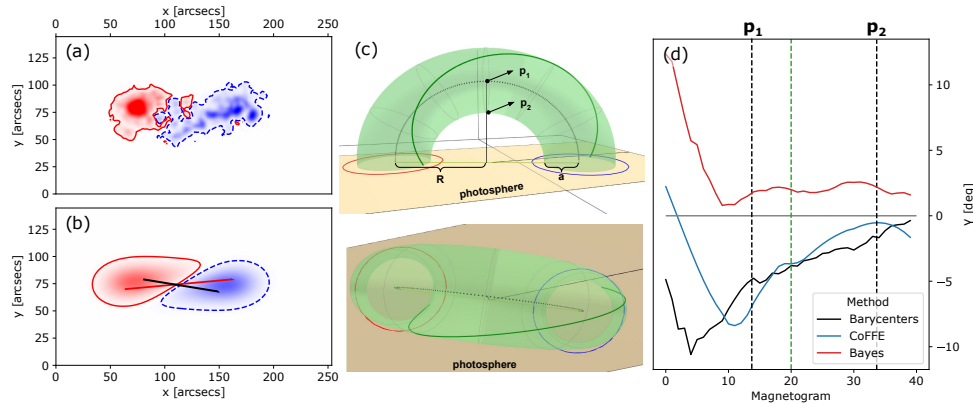 x [arcsecs]
0 50 100 150 200 250
(a)
y [arcsecs]
125
100
75
50
25
0
(b)
y [arcsecs]
125
100
75
50
25
0
0 50 100 150 200 250
x [arcsecs]
(c)
p₁
p₂
R
a
photosphere
photosphere
p₁ p₂
(d)
10
5
0
−5
−10
γ [deg]
Method
Barycenters
CoFFE
Bayes
0 10 20 30 40
Magnetogram